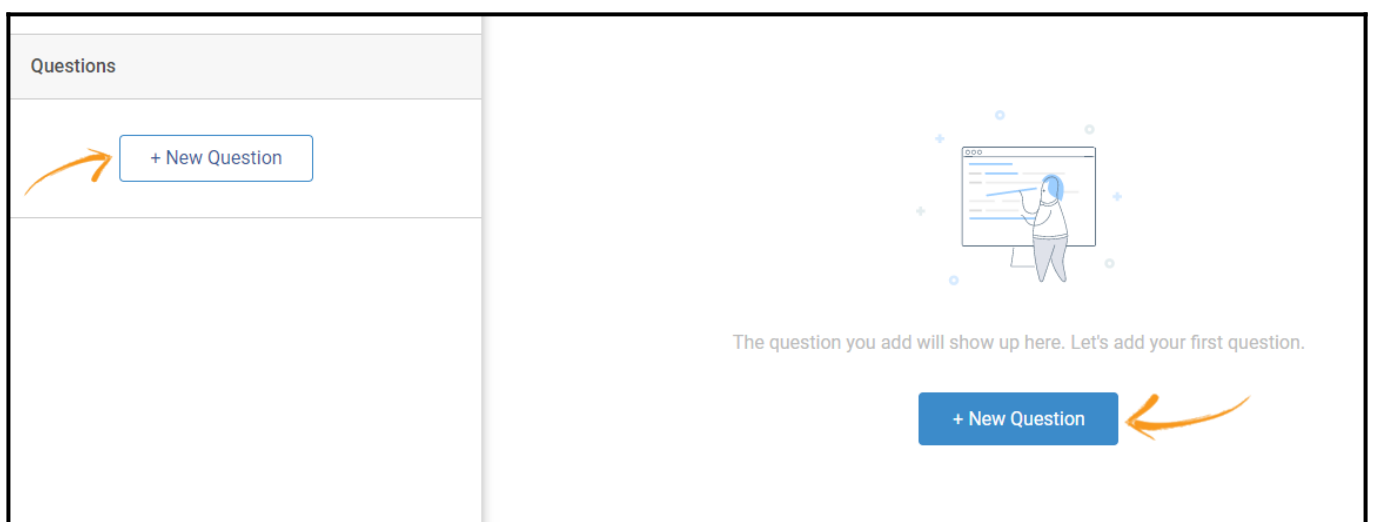 Questions
+ New Question
The question you add will show up here. Let's add your first question.
+ New Question